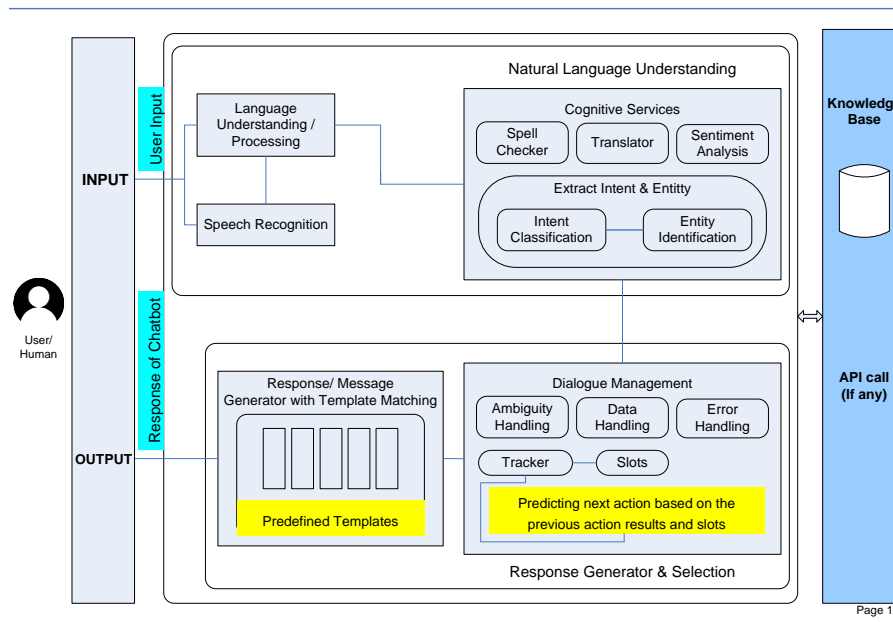 Natural Language Understanding
User Input
Language
Understanding /
Processing
Speech Recognition
Cognitive Services
Spell
Checker
Translator
Sentiment
Analysis
Extract Intent & Entitty
Intent
Classification
Entity
Identification
Knowledg
Base
INPUT
User/
Human
Response of Chatbot
OUTPUT
Response/ Message
Generator with Template Matching
Predefined Templates
Dialogue Management
Ambiguity
Handling
Data
Handling
Error
Handling
Tracker
Slots
Predicting next action based on the
previous action results and slots
Response Generator & Selection
API call
(If any)
Page 1